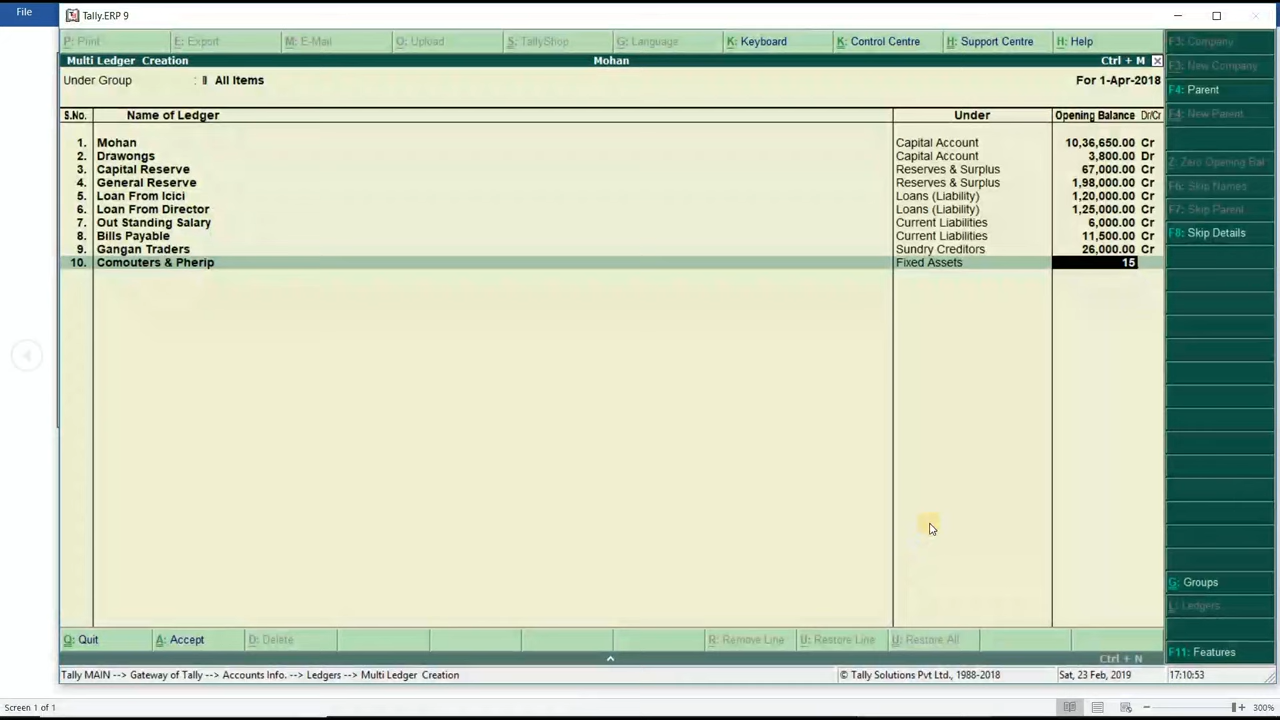 File
Tally.ERP 9
P: Print E: Export M: E-Mail O: Upload S: TallyShop G: Language K: Keyboard K: Control Centre H: Support Centre H: Help
F3: Company
Multi Ledger Creation Mohan Ctrl + M
F3: New Company
Under Group : All Items For 1-Apr-2018
F4: Parent
F4: New Parent
S.No. Name of Ledger Under Opening Balance Dr/Cr
1. Mohan Capital Account 10,36,650.00 Cr
2. Drawongs Capital Account 3,800.00 Dr
Z: Zero Opening Bal
3. Capital Reserve Reserves & Surplus 67,000.00 Cr
4. General Reserve Reserves & Surplus 1,98,000.00 Cr
F6: Skip Names
5. Loan From Icici Loans (Liability) 1,20,000.00 Cr
6. Loan From Director Loans (Liability) 1,25,000.00 Cr
F7: Skip Parent
7. Out Standing Salary Current Liabilities 6,000.00 Cr
8. Bills Payable Current Liabilities 11,500.00 Cr
F8: Skip Details
9. Gangan Traders Sundry Creditors 26,000.00 Cr
10. Comouters & Pherip Fixed Assets 15
G: Groups
L: Ledgers
Q: Quit A: Accept D: Delete R: Remove Line U: Restore Line U: Restore All
F11: Features
Ctrl + N
Tally MAIN --> Gateway of Tally --> Accounts Info. --> Ledgers --> Multi Ledger Creation © Tally Solutions Pvt Ltd., 1988-2018 Sat, 23 Feb, 2019 17:10:53
Screen 1 of 1 300%